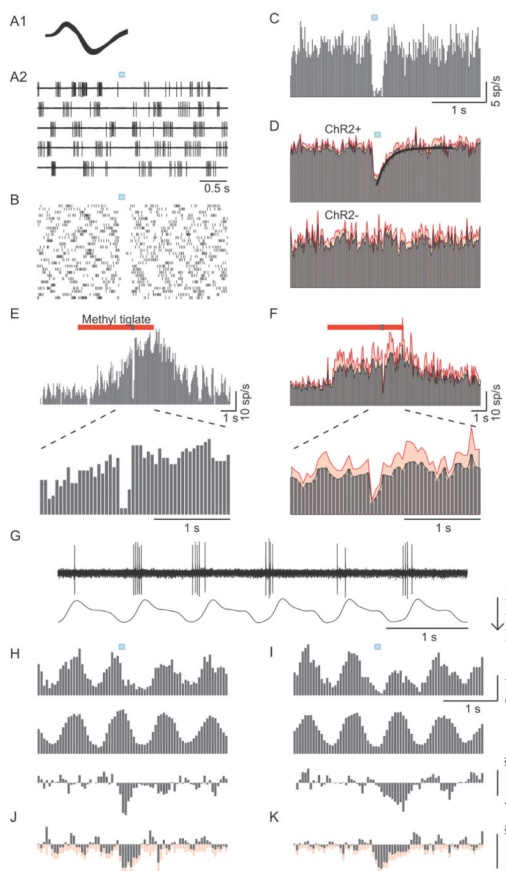 A1
A2
0.5 s
B
C
5 sp/s
1 s
D
ChR2+
ChR2-
E
Methyl tiglate
1 s
10 sp/s
1 s
F
1 s
10 sp/s
1 s
G
1 s
H
I
1 s
J
K